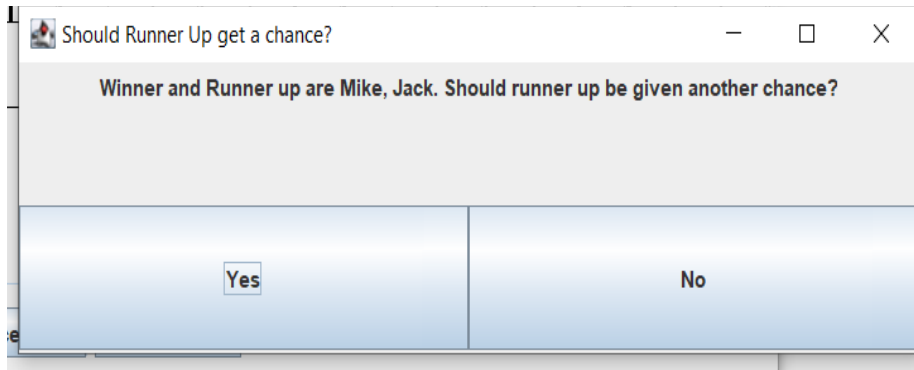 Should Runner Up get a chance?
Winner and Runner up are Mike, Jack. Should runner up be given another chance?
Yes
No